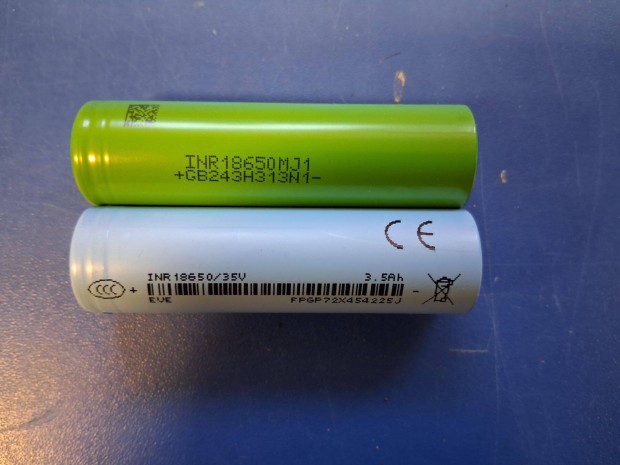 INR18650MJ1
+GB243H313N1-
CE
INR18650/35V 3.5Ah
CCC + -
EVE FPGP72X454225J